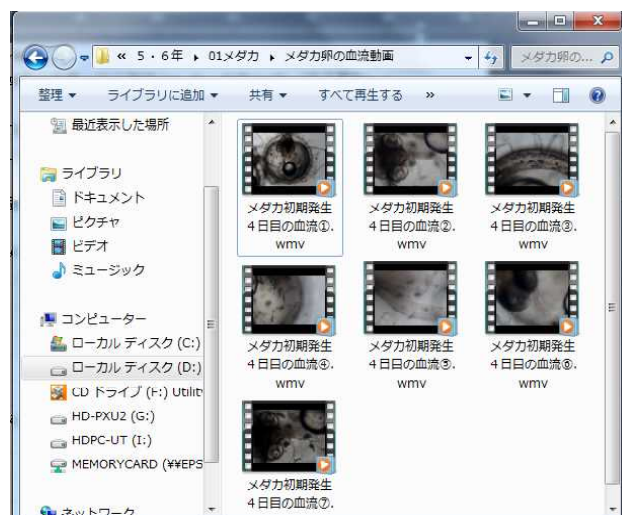 « 5・6年 ▸ 01メダカ ▸ メダカ卵の血流動画
メダカ卵の...
整理 ▼ ライブラリに追加 ▼ 共有 ▼ すべて再生する »
最近表示した場所
ライブラリ
ドキュメント
ピクチャ
ビデオ
ミュージック
コンピューター
ローカル ディスク (C:)
ローカル ディスク (D:)
CD ドライブ (F:) Utilit
HD-PXU2 (G:)
HDPC-UT (I:)
MEMORYCARD (¥¥EPS
ネットワーク
メダカ初期発生
4日目の血流①.
wmv
メダカ初期発生
4日目の血流②.
wmv
メダカ初期発生
4日目の血流③.
wmv
メダカ初期発生
4日目の血流④.
wmv
メダカ初期発生
4日目の血流⑤.
wmv
メダカ初期発生
4日目の血流⑥.
wmv
メダカ初期発生
4日目の血流⑦.